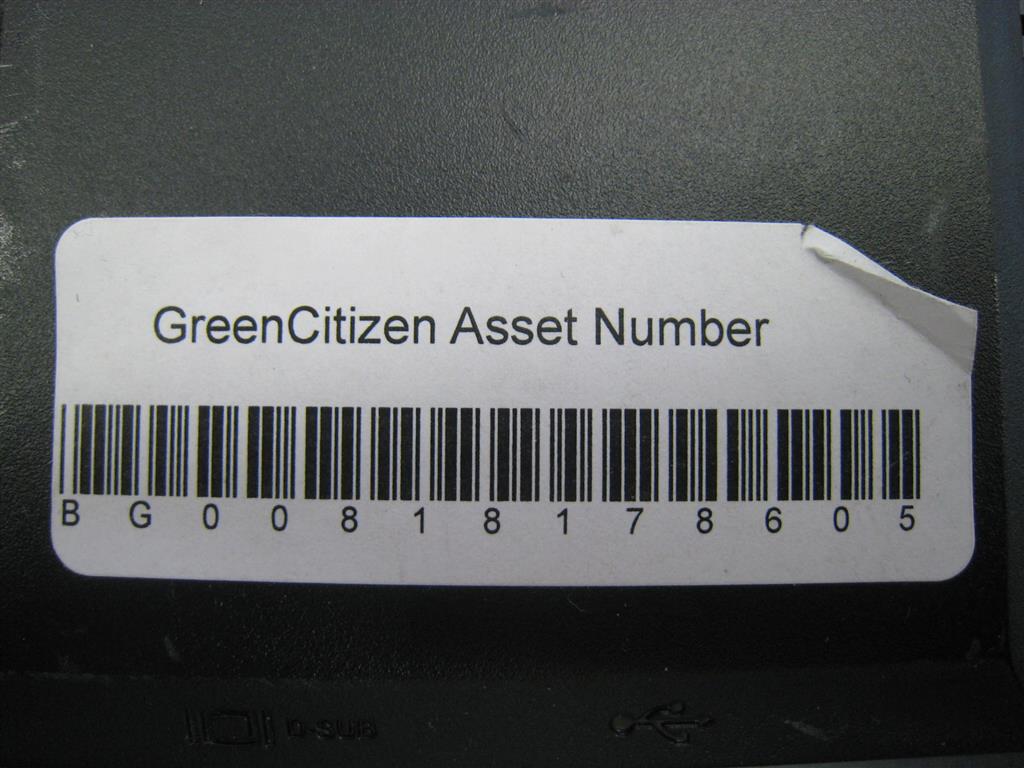 GreenCitizen Asset Number
B G 0 0 8 1 8 1 7 8 6 0 5
D-SUB